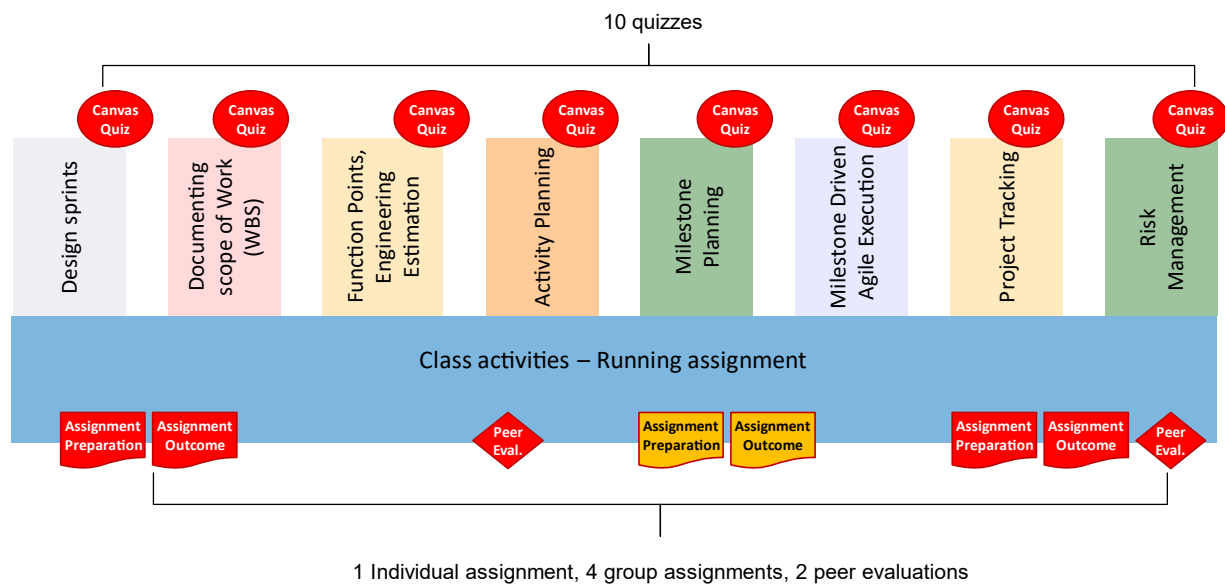 10 quizzes
Canvas
Quiz
Canvas
Quiz
Canvas
Quiz
Canvas
Quiz
Canvas
Quiz
Canvas
Quiz
Canvas
Quiz
Design sprints
Documenting
scope of Work
(WBS)
Function Points,
Engineering
Estimation
Activity Planning
Milestone
Planning
Milestone Driven
Agile Execution
Project Tracking
Risk
Management
Class activities – Running assignment
Assignment
Preparation
Assignment
Outcome
Peer
Eval.
Assignment
Preparation
Assignment
Outcome
Assignment
Preparation
Assignment
Outcome
Peer
Eval.
1 Individual assignment, 4 group assignments, 2 peer evaluations